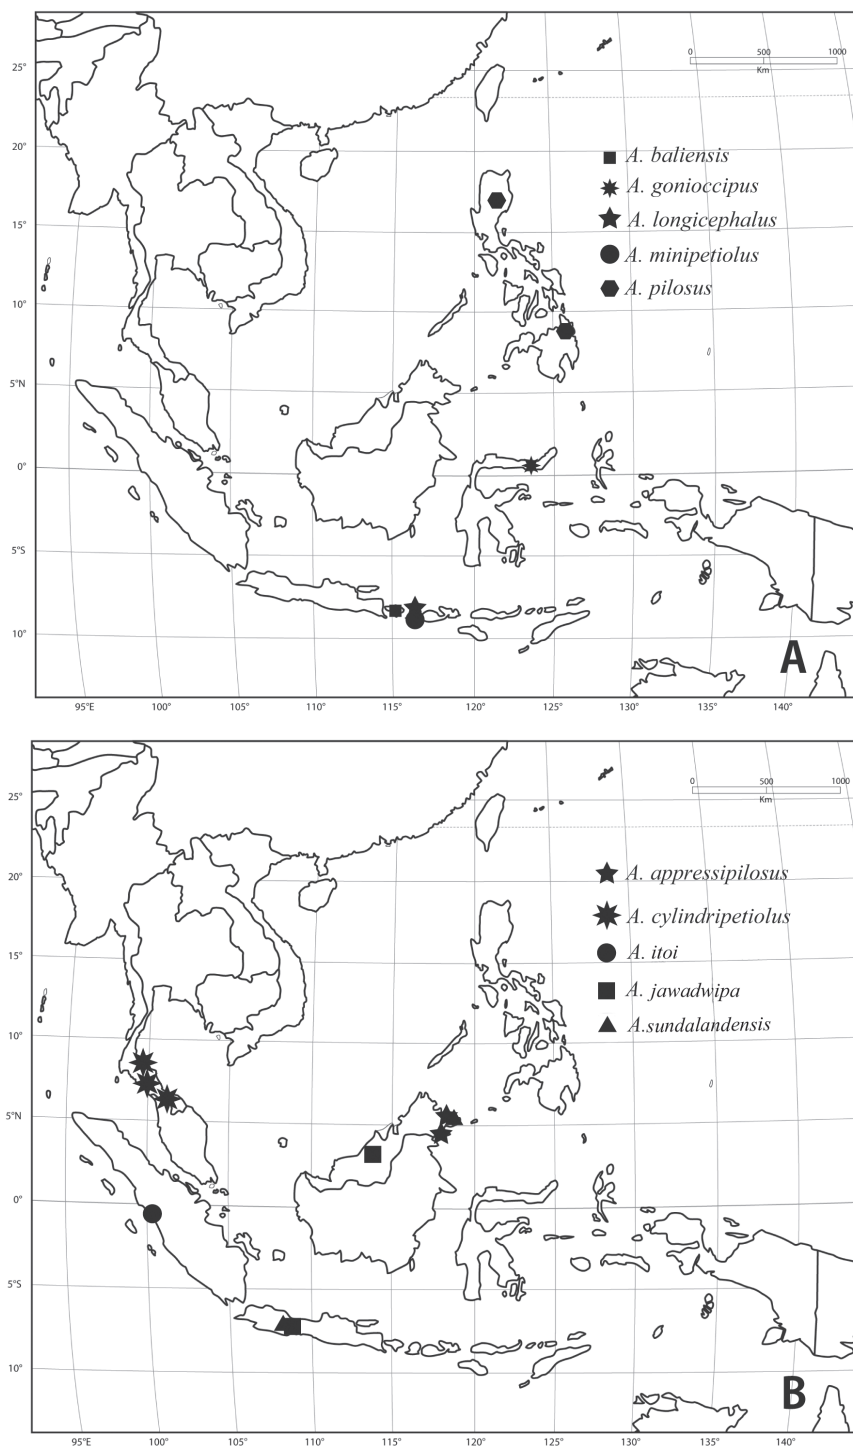 25°
0 500 1000
Km
20°
A. baliensis
A. gonioccipus
A. longicephalus
15°
A. minipetiolus
A. pilosus
10°
5°N
0°
5°S
10°
A
95°E 100° 105° 110° 115° 120° 125° 130° 135° 140°
0 500 1000
Km
25°
20°
A. appressipilosus
A. cylindripetiolus
15°
A. itoi
A. jawadwipa
10°
A.sundalandensis
5°N
0°
5°S
10°
B
95°E 100° 105° 110° 115° 120° 125° 130° 135° 140°